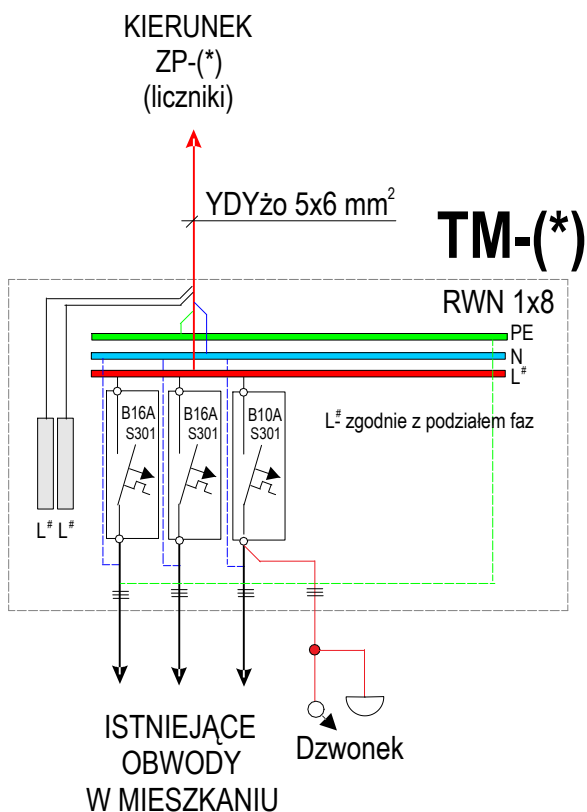 KIERUNEK
ZP-(*)
(liczniki)
YDYżo 5x6 mm²
TM-(*)
RWN 1x8
PE
N
L#
B16A
S301
B16A
S301
B10A
S301
L# zgodnie z podziałem faz
L# L#
ISTNIEJĄCE
OBWODY
W MIESZKANIU
Dzwonek